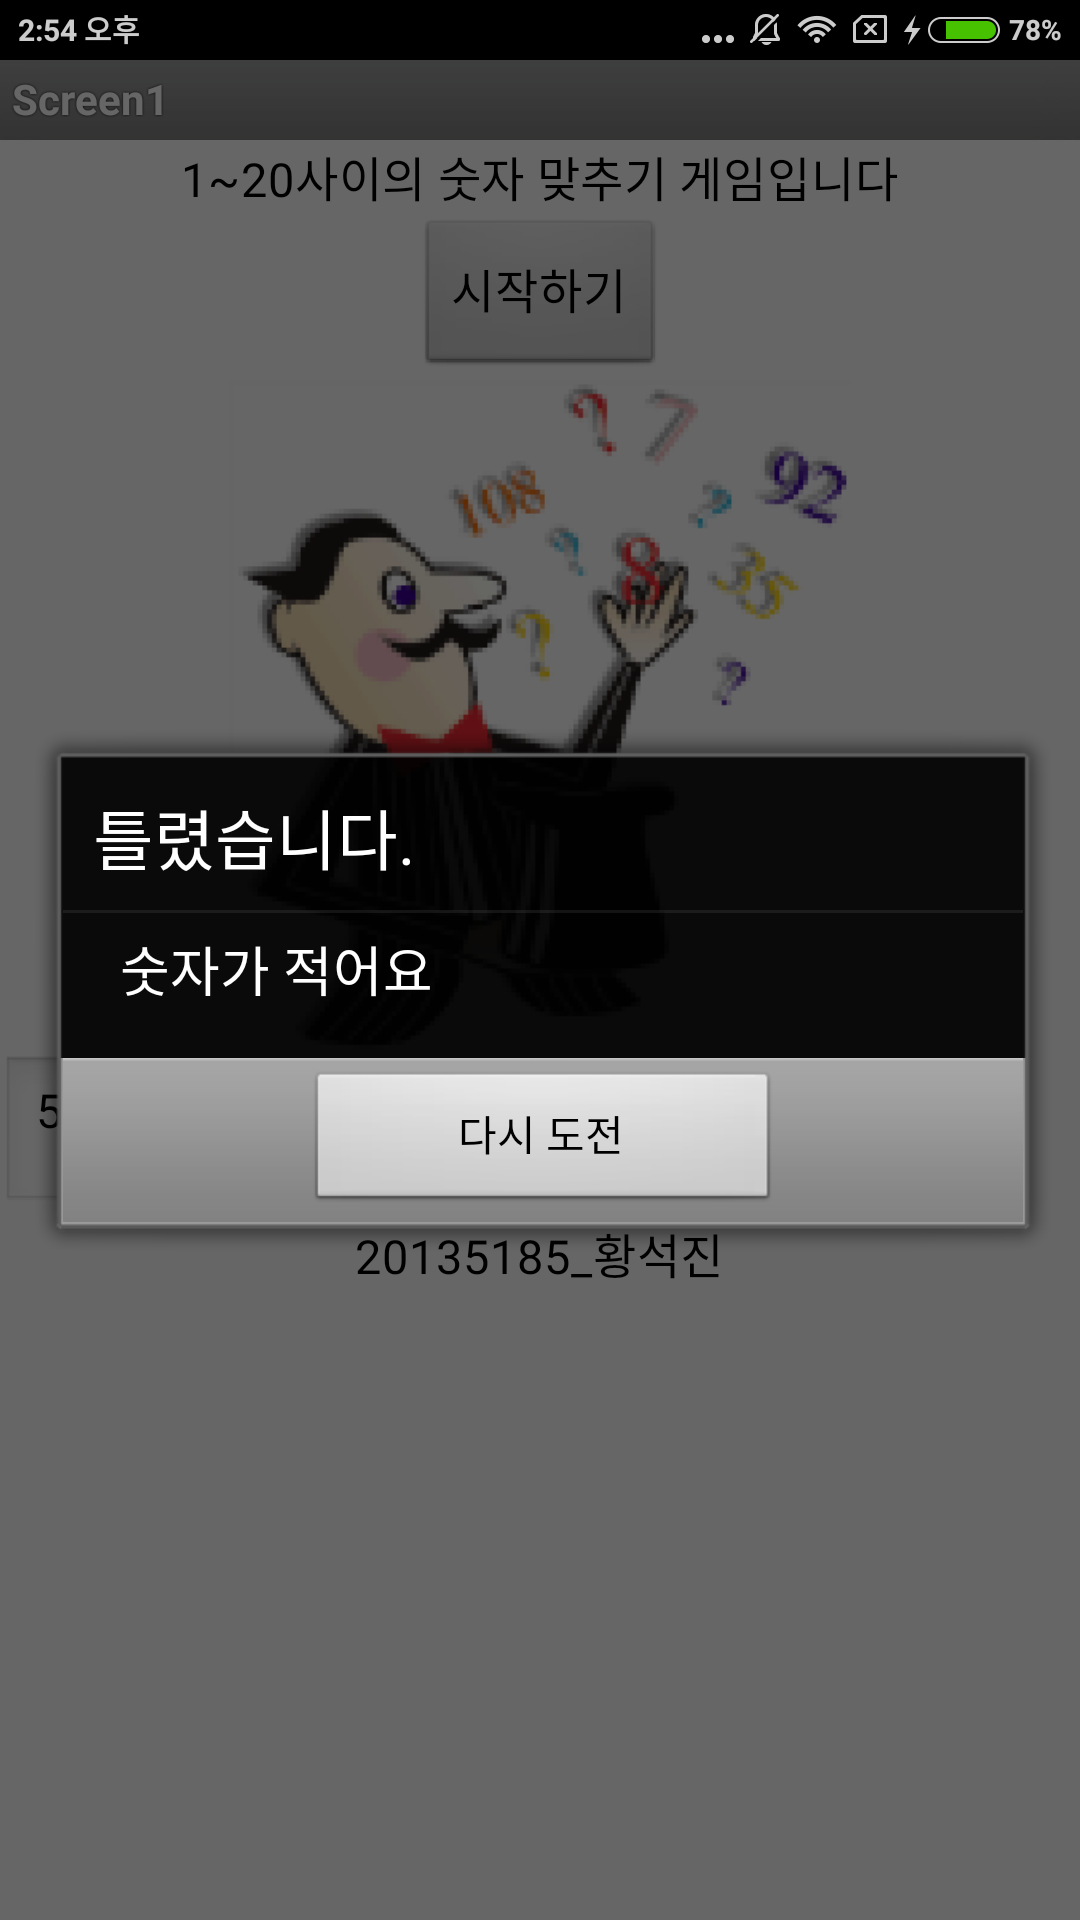 2:54 오후
78%
Screen1
1~20사이의 숫자 맞추기 게임입니다
시작하기
? 7
108 ? 92
? 8 35
?
?
틀렸습니다.
숫자가 적어요
5
다시 도전
20135185_황석진